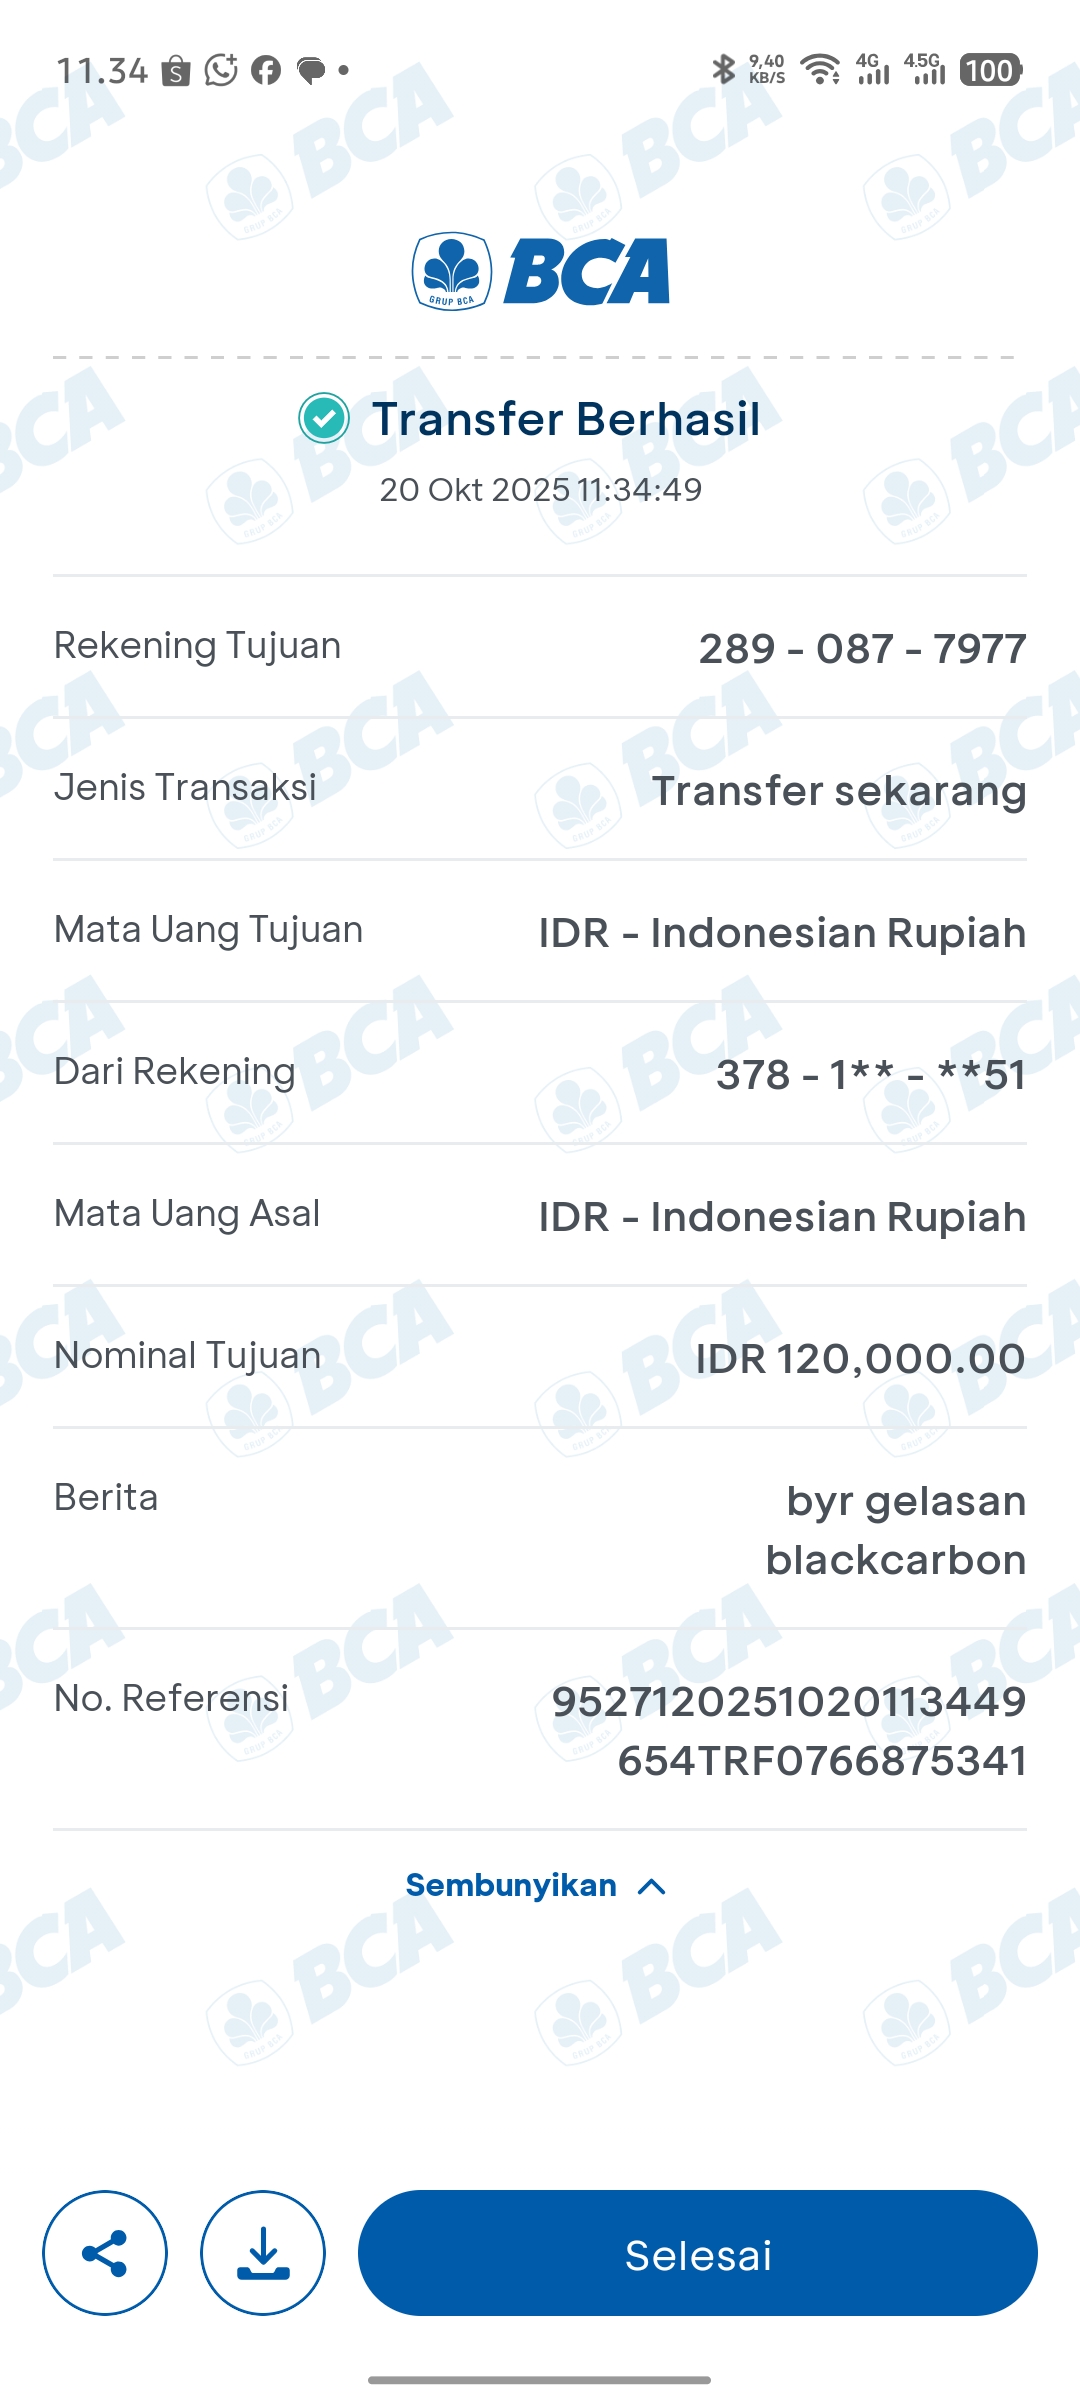 11.34
9,40
KB/S
4G
4.5G
100
GRUP BCA
BCA
Transfer Berhasil
20 Okt 2025 11:34:49
Rekening Tujuan
289 - 087 - 7977
Jenis Transaksi
Transfer sekarang
Mata Uang Tujuan
IDR - Indonesian Rupiah
Dari Rekening
378 - 1** - **51
Mata Uang Asal
IDR - Indonesian Rupiah
Nominal Tujuan
IDR 120,000.00
Berita
byr gelasan
blackcarbon
No. Referensi
9527120251020113449
654TRF0766875341
Sembunyikan
Selesai